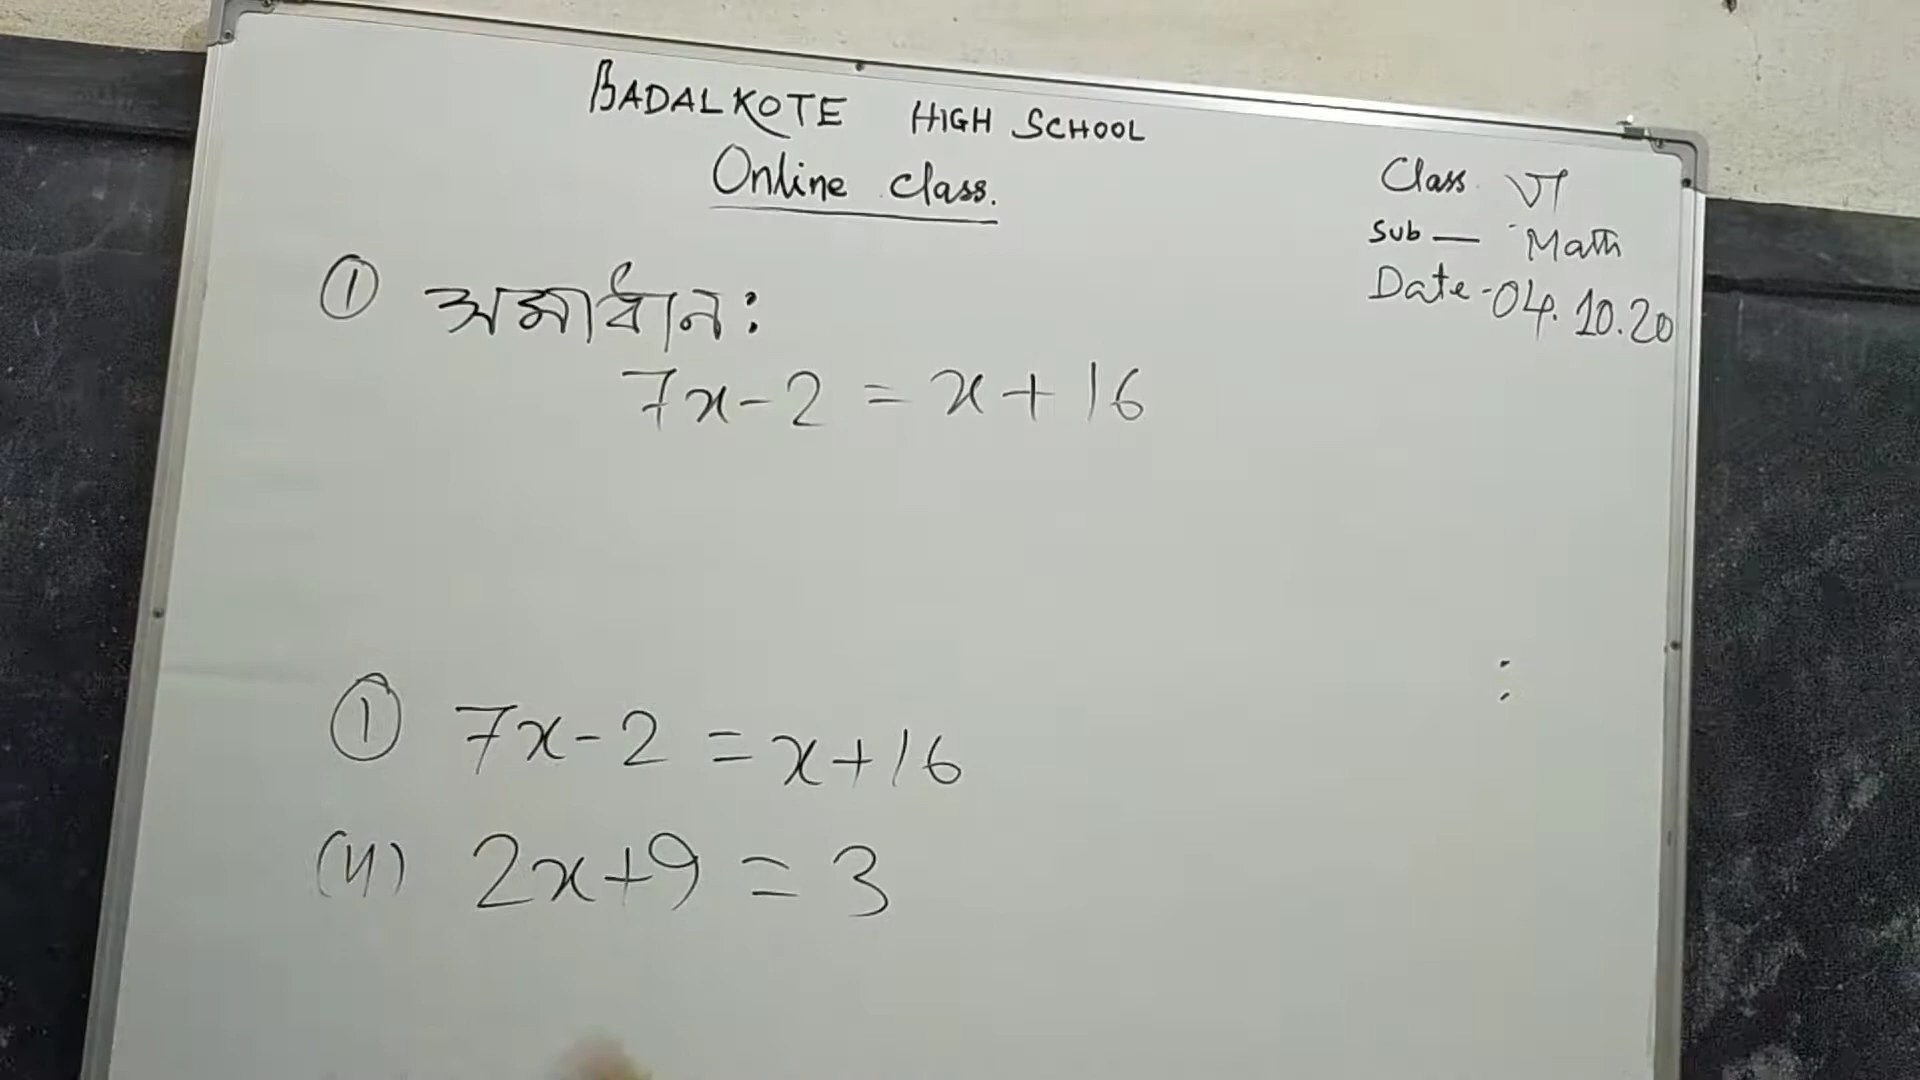 BADALKOTE HIGH SCHOOL
Online class.
Class VI
Sub — Math
Date - 04.10.20
① সমাধান :
7x - 2 = x + 16
① 7x - 2 = x + 16
(II) 2x + 9 = 3